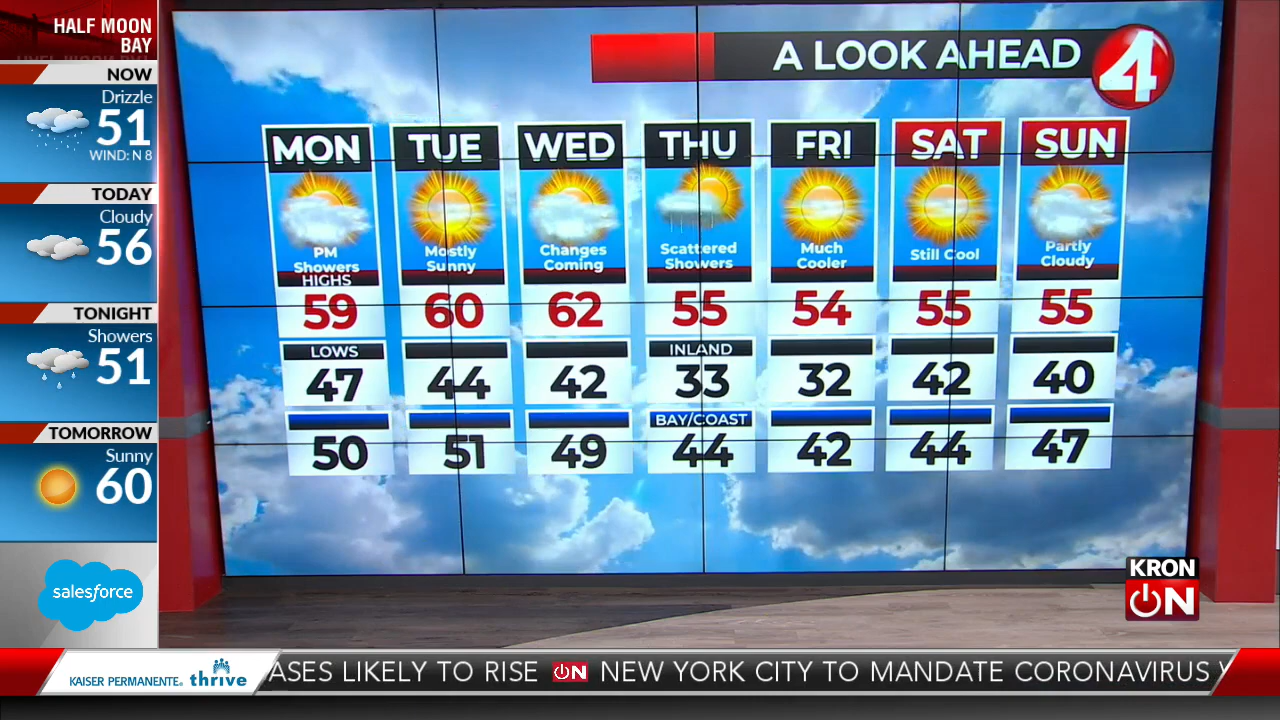 HALF MOON
BAY
NOW
Drizzle
51
WIND: N 8
TODAY
Cloudy
56
TONIGHT
Showers
51
TOMORROW
Sunny
60
salesforce
A LOOK AHEAD 4
MON TUE WED THU FRI SAT SUN
PM
Showers
Mostly
Sunny
Changes
Coming
Scattered
Showers
Much
Cooler
Still Cool
Partly
Cloudy
HIGHS
59 60 62 55 54 55 55
LOWS INLAND
47 44 42 33 32 42 40
BAY/COAST
50 51 49 44 42 44 47
KRON
ON
KAISER PERMANENTE® thrive
ASES LIKELY TO RISE ON NEW YORK CITY TO MANDATE CORONAVIRUS